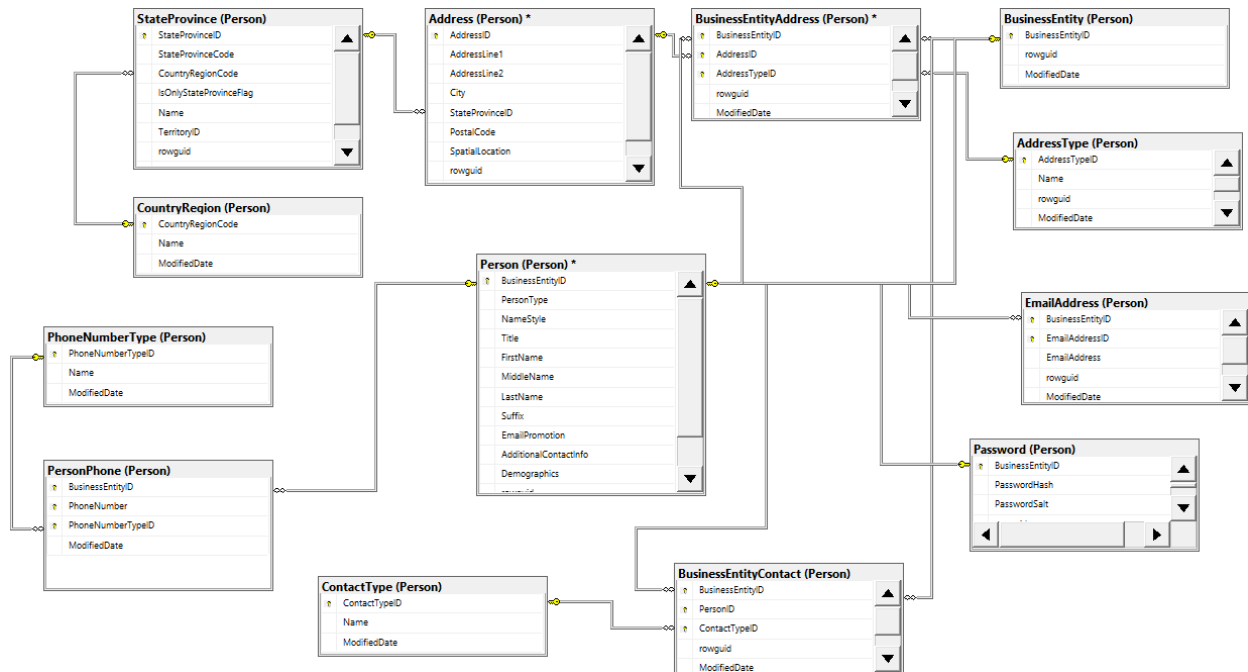 StateProvince (Person)
StateProvinceID
StateProvinceCode
CountryRegionCode
IsOnlyStateProvinceFlag
Name
TerritoryID
rowguid
Address (Person) *
AddressID
AddressLine1
AddressLine2
City
StateProvinceID
PostalCode
SpatialLocation
rowguid
BusinessEntityAddress (Person) *
BusinessEntityID
AddressID
AddressTypeID
rowguid
ModifiedDate
BusinessEntity (Person)
BusinessEntityID
rowguid
ModifiedDate
AddressType (Person)
AddressTypeID
Name
rowguid
ModifiedDate
CountryRegion (Person)
CountryRegionCode
Name
ModifiedDate
Person (Person) *
BusinessEntityID
PersonType
NameStyle
Title
FirstName
MiddleName
LastName
Suffix
EmailPromotion
AdditionalContactInfo
Demographics
EmailAddress (Person)
BusinessEntityID
EmailAddressID
EmailAddress
rowguid
ModifiedDate
PhoneNumberType (Person)
PhoneNumberTypeID
Name
ModifiedDate
Password (Person)
BusinessEntityID
PasswordHash
PasswordSalt
PersonPhone (Person)
BusinessEntityID
PhoneNumber
PhoneNumberTypeID
ModifiedDate
ContactType (Person)
ContactTypeID
Name
ModifiedDate
BusinessEntityContact (Person)
BusinessEntityID
PersonID
ContactTypeID
rowguid
ModifiedDate